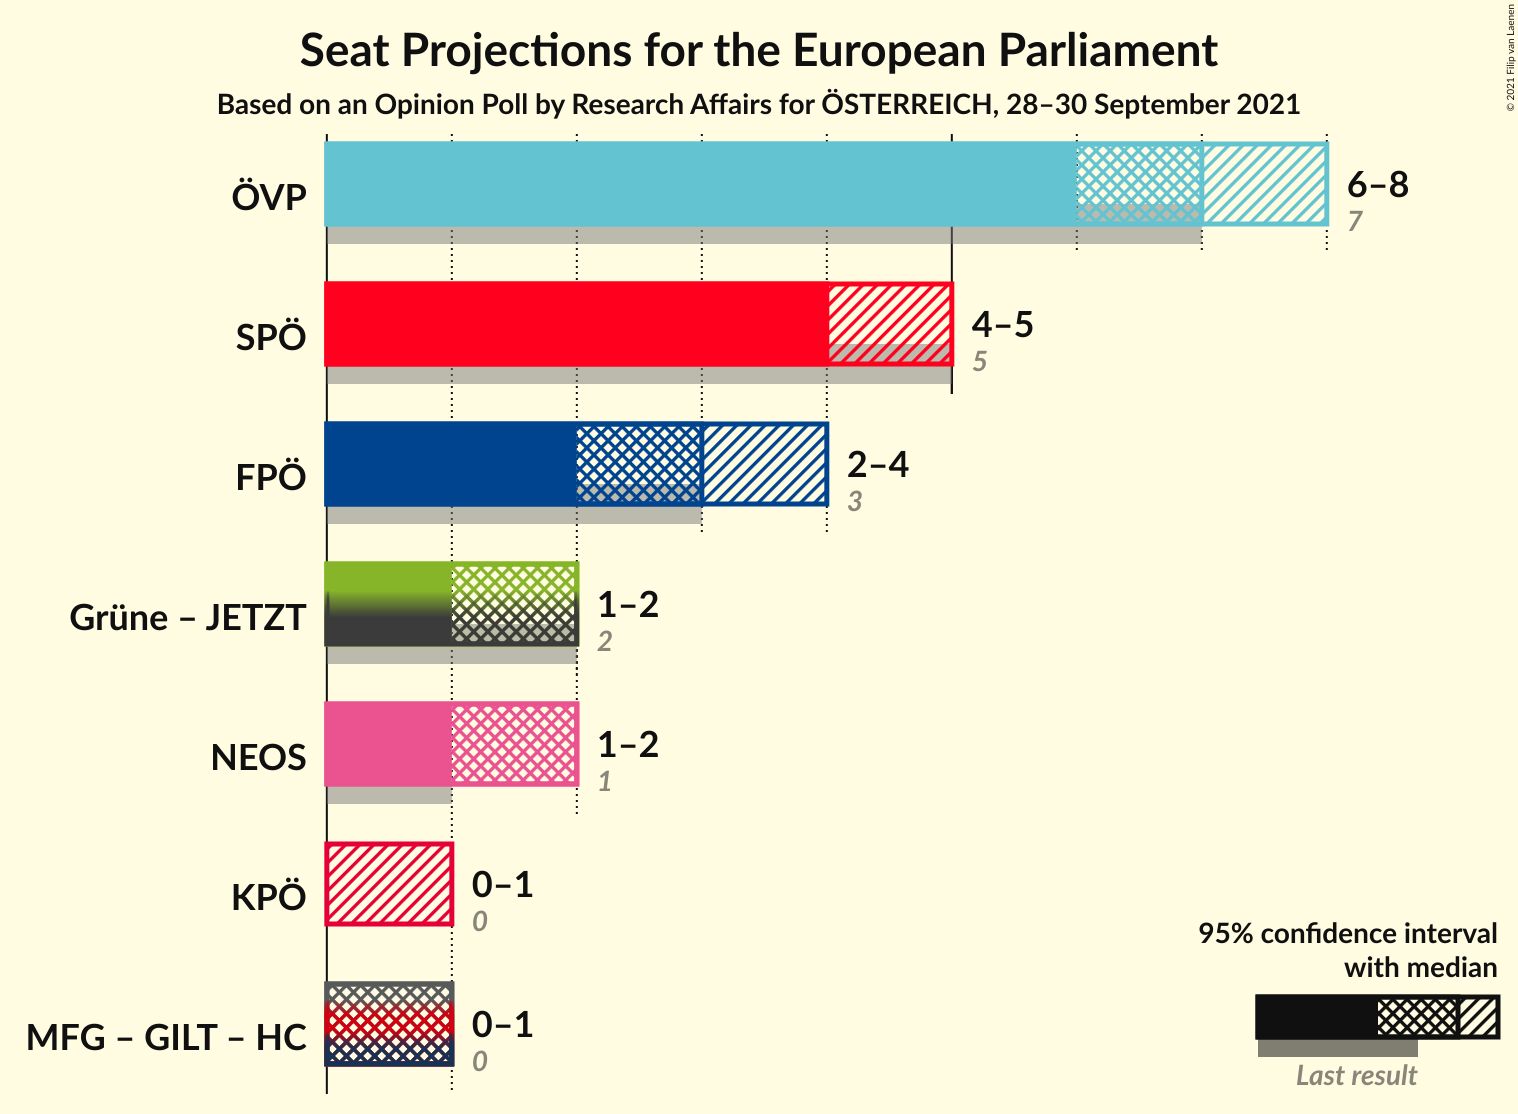 Seat Projections for the European Parliament
Based on an Opinion Poll by Research Affairs for ÖSTERREICH, 28–30 September 2021
© 2021 Filip van Laenen
ÖVP
6–8
7
SPÖ
4–5
5
FPÖ
2–4
3
Grüne – JETZT
1–2
2
NEOS
1–2
1
KPÖ
0–1
0
MFG – GILT – HC
0–1
0
95% confidence interval
with median
Last result